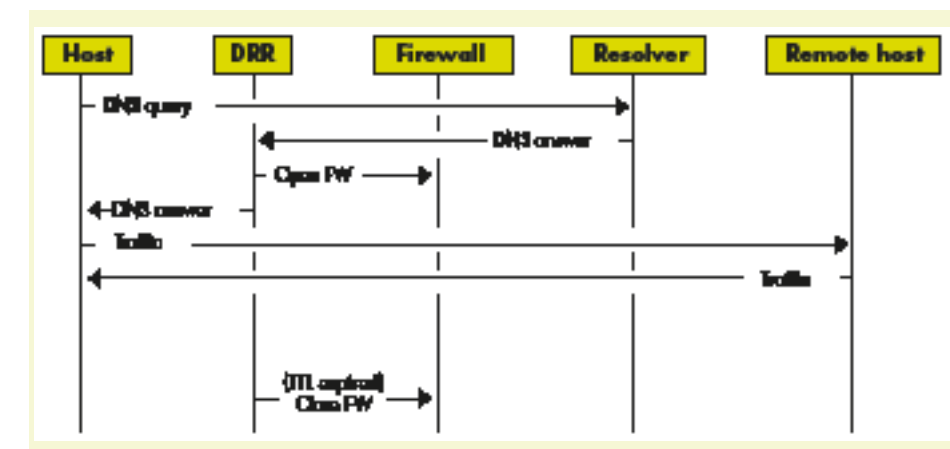 Host
DRR
Firewall
Resolver
Remote host
DNS query
DNS answer
Open FW
DNS answer
Traffic
Traffic
(TTL expired)
Close FW